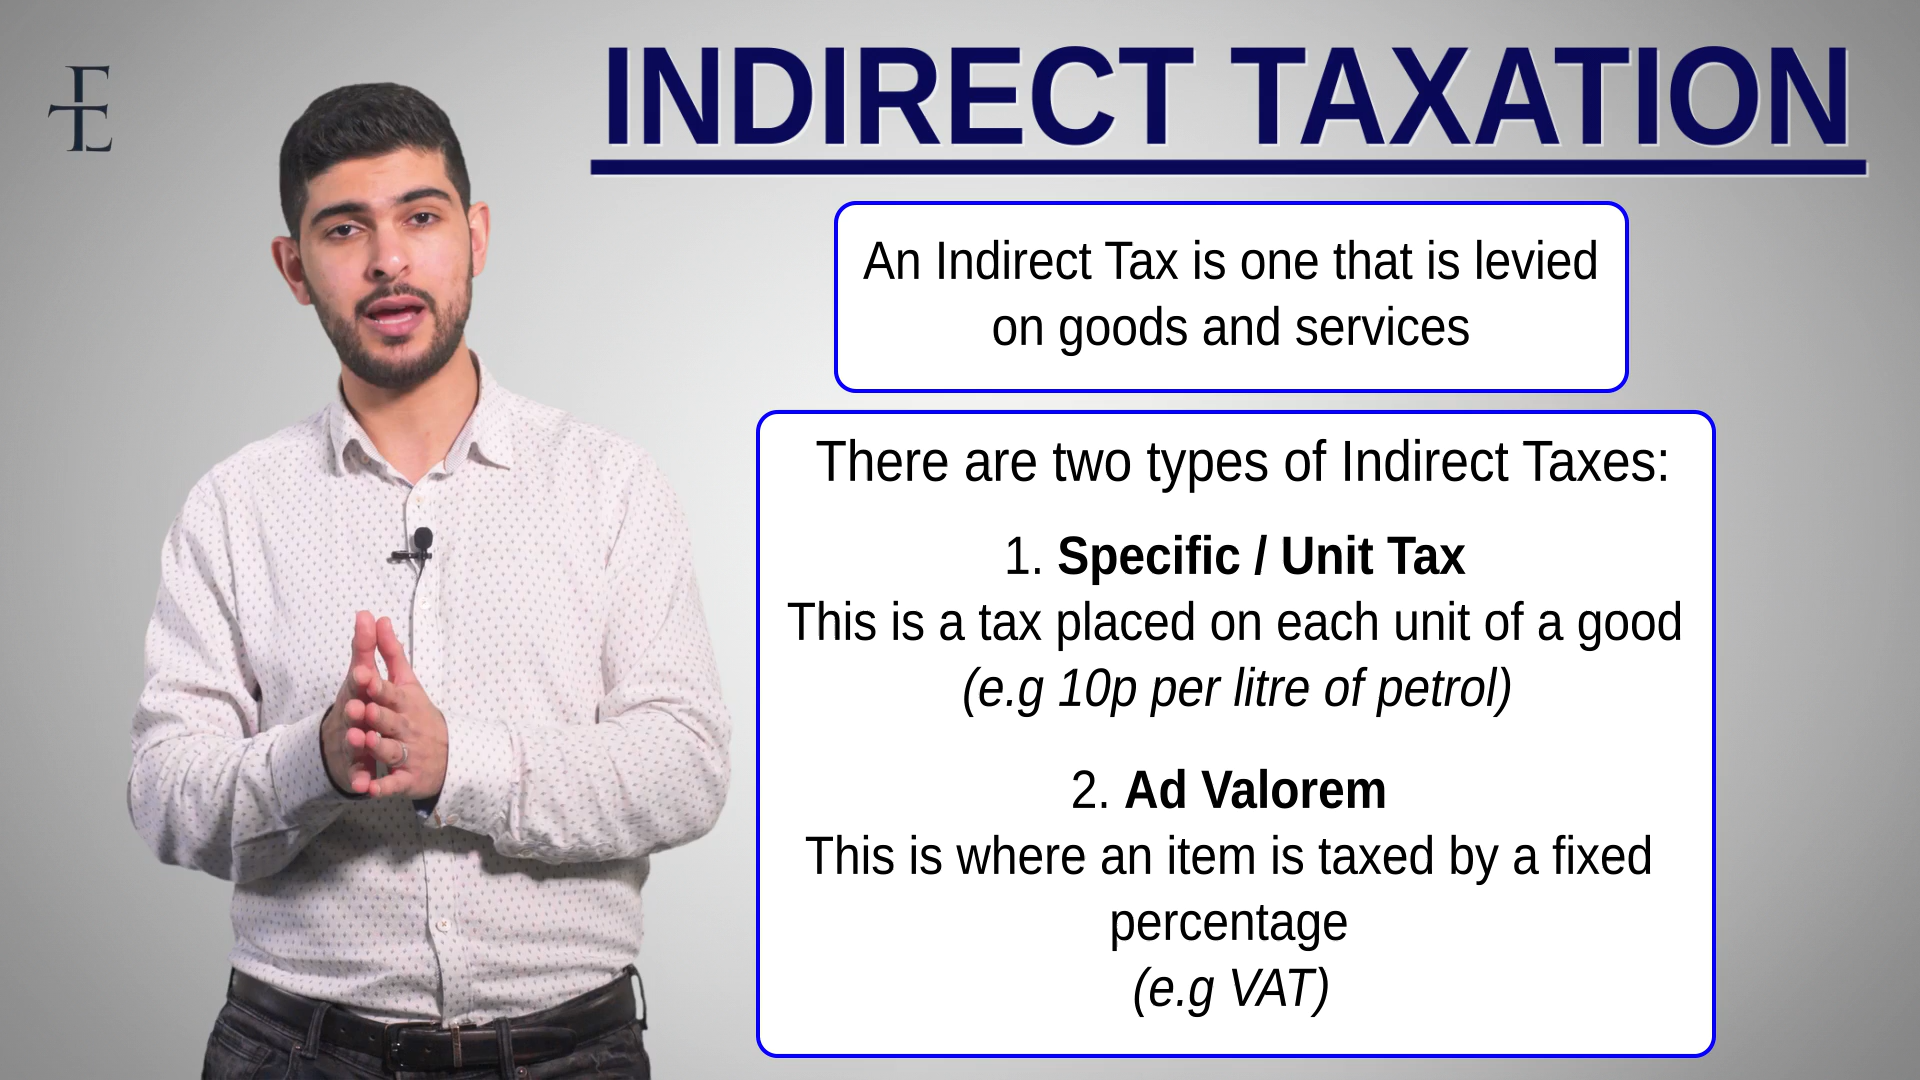 INDIRECT TAXATION
An Indirect Tax is one that is levied
on goods and services
There are two types of Indirect Taxes:
1. Specific / Unit Tax
This is a tax placed on each unit of a good
(e.g 10p per litre of petrol)
2. Ad Valorem
This is where an item is taxed by a fixed
percentage
(e.g VAT)